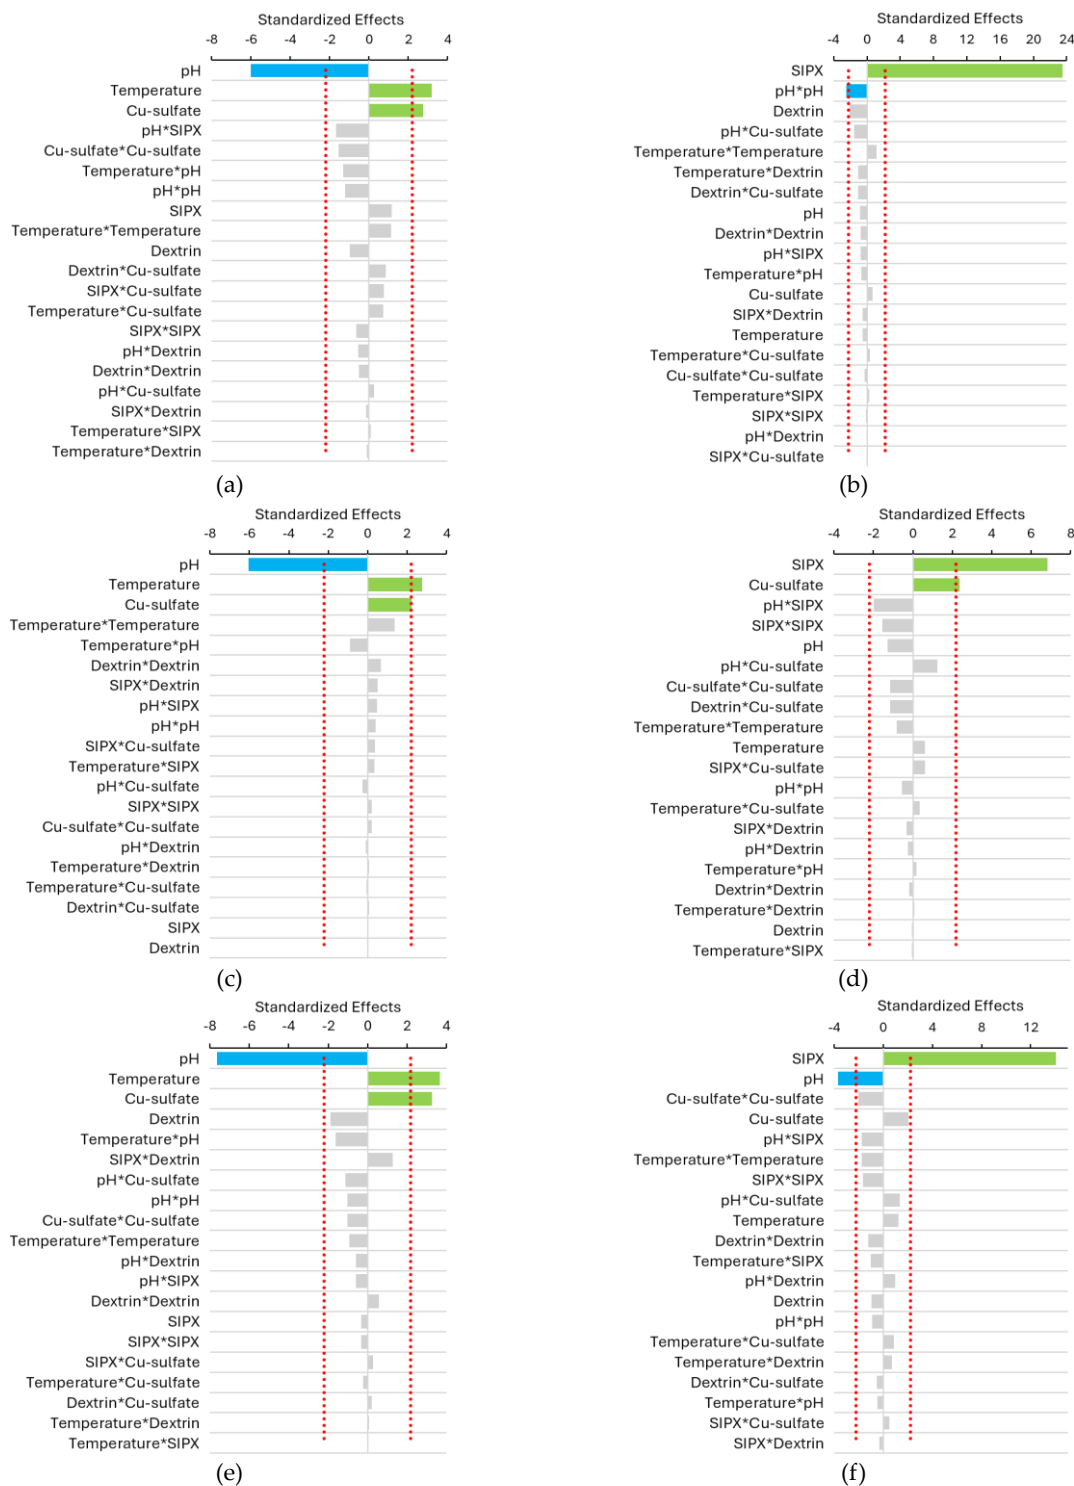 Standardized Effects
-8 -6 -4 -2 0 2 4
pH
Temperature
Cu-sulfate
pH*SIPX
Cu-sulfate*Cu-sulfate
Temperature*pH
pH*pH
SIPX
Temperature*Temperature
Dextrin
Dextrin*Cu-sulfate
SIPX*Cu-sulfate
Temperature*Cu-sulfate
SIPX*SIPX
pH*Dextrin
Dextrin*Dextrin
pH*Cu-sulfate
SIPX*Dextrin
Temperature*SIPX
Temperature*Dextrin
(a)
Standardized Effects
-4 0 4 8 12 16 20 24
SIPX
pH*pH
Dextrin
pH*Cu-sulfate
Temperature*Temperature
Temperature*Dextrin
Dextrin*Cu-sulfate
pH
Dextrin*Dextrin
pH*SIPX
Temperature*pH
Cu-sulfate
SIPX*Dextrin
Temperature
Temperature*Cu-sulfate
Cu-sulfate*Cu-sulfate
Temperature*SIPX
SIPX*SIPX
pH*Dextrin
SIPX*Cu-sulfate
(b)
Standardized Effects
-8 -6 -4 -2 0 2 4
pH
Temperature
Cu-sulfate
Temperature*Temperature
Temperature*pH
Dextrin*Dextrin
SIPX*Dextrin
pH*SIPX
pH*pH
SIPX*Cu-sulfate
Temperature*SIPX
pH*Cu-sulfate
SIPX*SIPX
Cu-sulfate*Cu-sulfate
pH*Dextrin
Temperature*Dextrin
Temperature*Cu-sulfate
Dextrin*Cu-sulfate
SIPX
Dextrin
(c)
Standardized Effects
-4 -2 0 2 4 6 8
SIPX
Cu-sulfate
pH*SIPX
SIPX*SIPX
pH
pH*Cu-sulfate
Cu-sulfate*Cu-sulfate
Dextrin*Cu-sulfate
Temperature*Temperature
Temperature
SIPX*Cu-sulfate
pH*pH
Temperature*Cu-sulfate
SIPX*Dextrin
pH*Dextrin
Temperature*pH
Dextrin*Dextrin
Temperature*Dextrin
Dextrin
Temperature*SIPX
(d)
Standardized Effects
-8 -6 -4 -2 0 2 4
pH
Temperature
Cu-sulfate
Dextrin
Temperature*pH
SIPX*Dextrin
pH*Cu-sulfate
pH*pH
Cu-sulfate*Cu-sulfate
Temperature*Temperature
pH*Dextrin
pH*SIPX
Dextrin*Dextrin
SIPX
SIPX*SIPX
SIPX*Cu-sulfate
Temperature*Cu-sulfate
Dextrin*Cu-sulfate
Temperature*Dextrin
Temperature*SIPX
(e)
Standardized Effects
-4 0 4 8 12
SIPX
pH
Cu-sulfate*Cu-sulfate
Cu-sulfate
pH*SIPX
Temperature*Temperature
SIPX*SIPX
pH*Cu-sulfate
Temperature
Dextrin*Dextrin
Temperature*SIPX
pH*Dextrin
Dextrin
pH*pH
Temperature*Cu-sulfate
Temperature*Dextrin
Dextrin*Cu-sulfate
Temperature*pH
SIPX*Cu-sulfate
SIPX*Dextrin
(f)